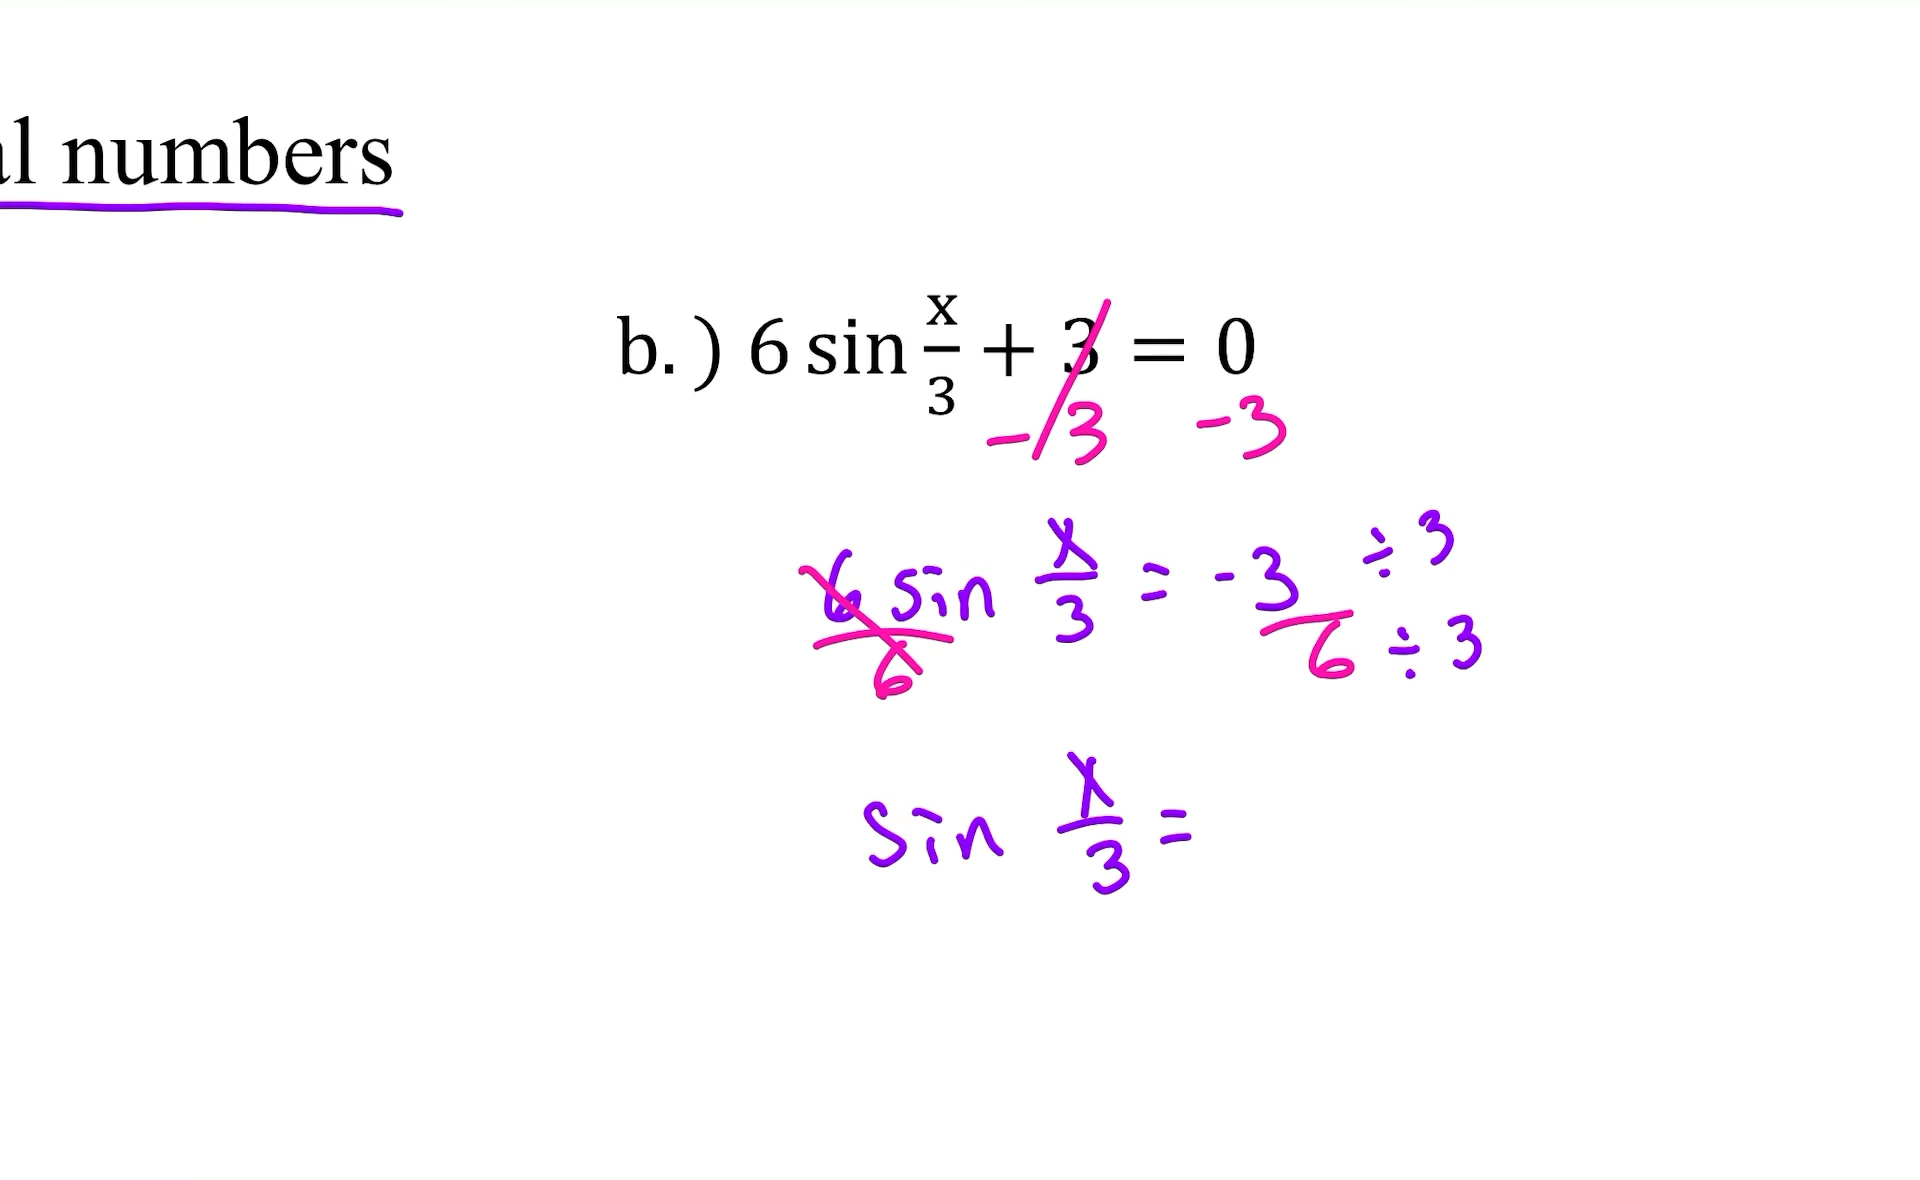 al numbers
b.) 6 sin x/3 + 3 = 0
-3 -3
6 sin x/3 = -3 ÷ 3
6 6 ÷ 3
sin x/3 =